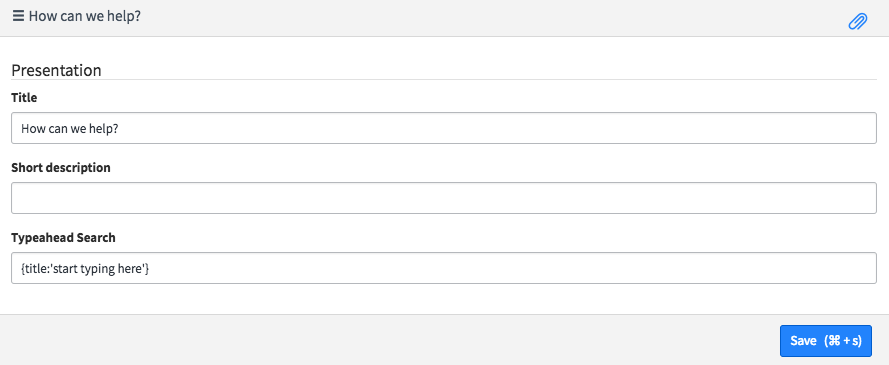 How can we help?
Presentation
Title
How can we help?
Short description
Typeahead Search
{title:'start typing here'}
Save (⌘ + s)